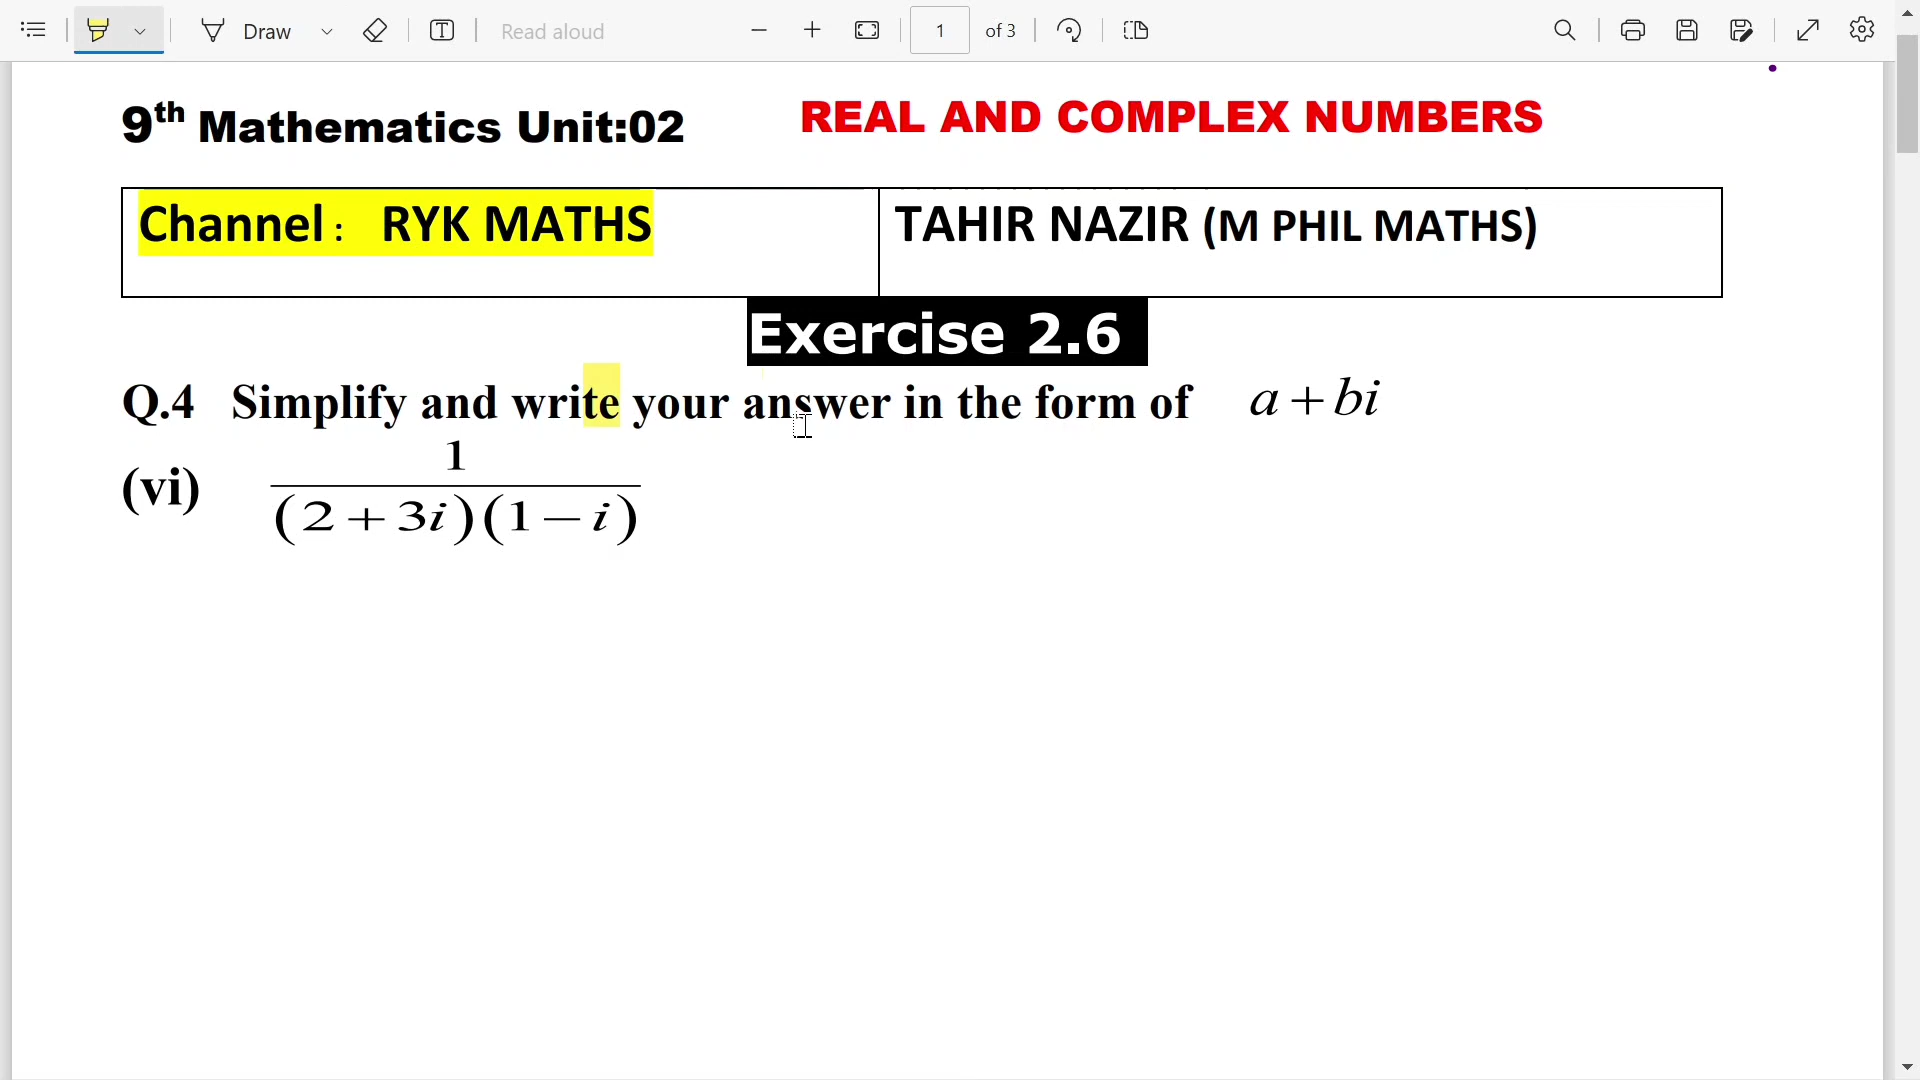 Draw
Read aloud
1 of 3
9th Mathematics Unit:02
REAL AND COMPLEX NUMBERS
Channel: RYK MATHS
TAHIR NAZIR (M PHIL MATHS)
Exercise 2.6
Q.4 Simplify and write your answer in the form of a+bi
(vi) 1
(2+3i)(1−i)